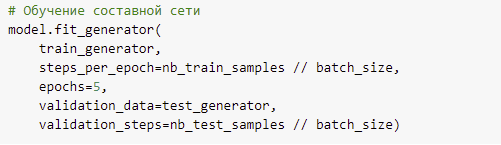 # Обучение составной сети
model.fit_generator(
    train_generator,
    steps_per_epoch=nb_train_samples // batch_size,
    epochs=5,
    validation_data=test_generator,
    validation_steps=nb_test_samples // batch_size)